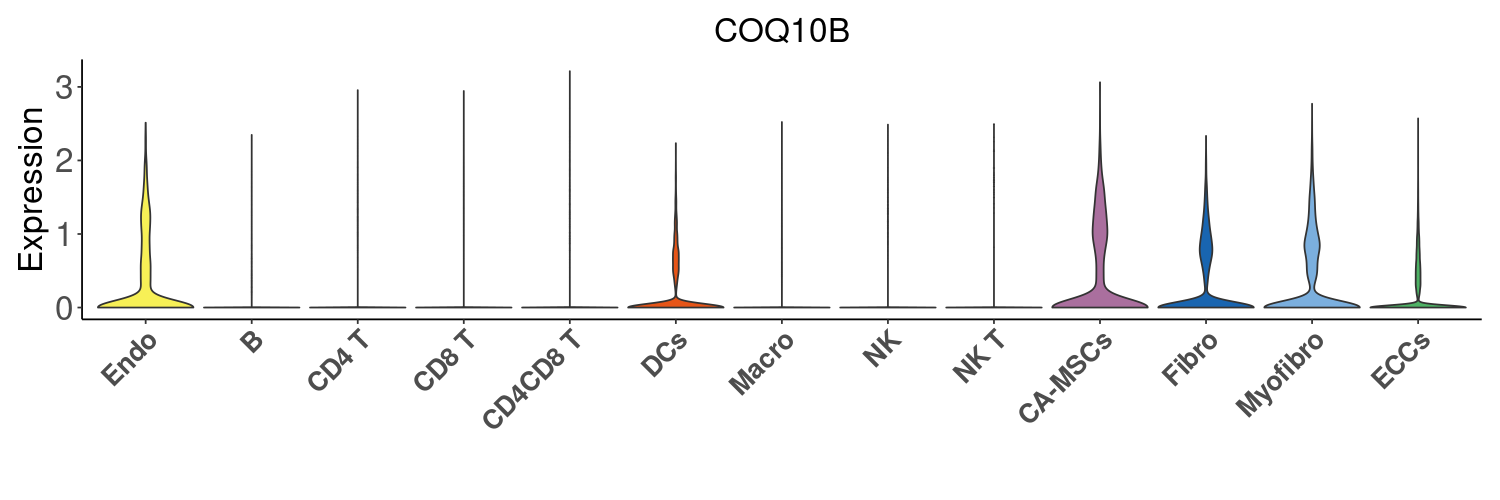 COQ10B
Expression
3
2
1
0
Endo
B
CD4 T
CD8 T
CD4CD8 T
DCs
Macro
NK
NK T
CA-MSCs
Fibro
Myofibro
ECCs